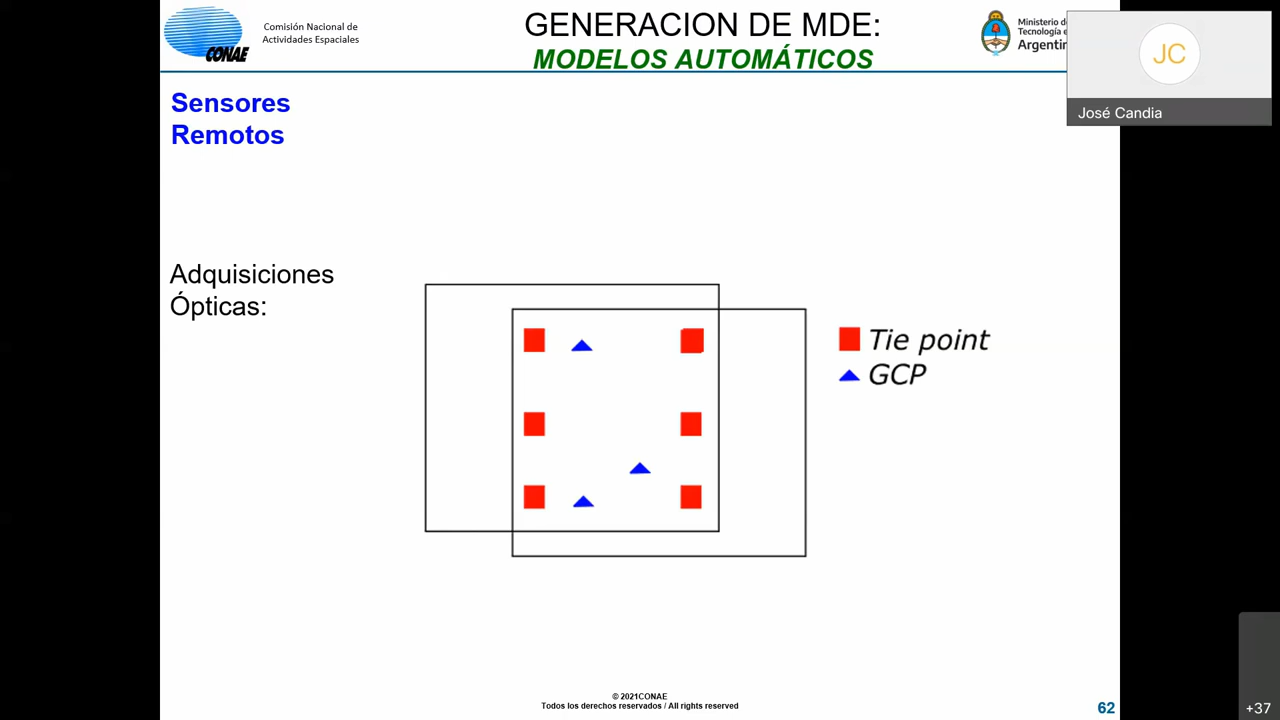 CONAE
Comisión Nacional de
Actividades Espaciales
GENERACION DE MDE:
MODELOS AUTOMÁTICOS
Ministerio de
Tecnología e
Argentin
JC
José Candia
Sensores
Remotos
Adquisiciones
Ópticas:
Tie point
GCP
© 2021CONAE
Todos los derechos reservados / All rights reserved
62
+37